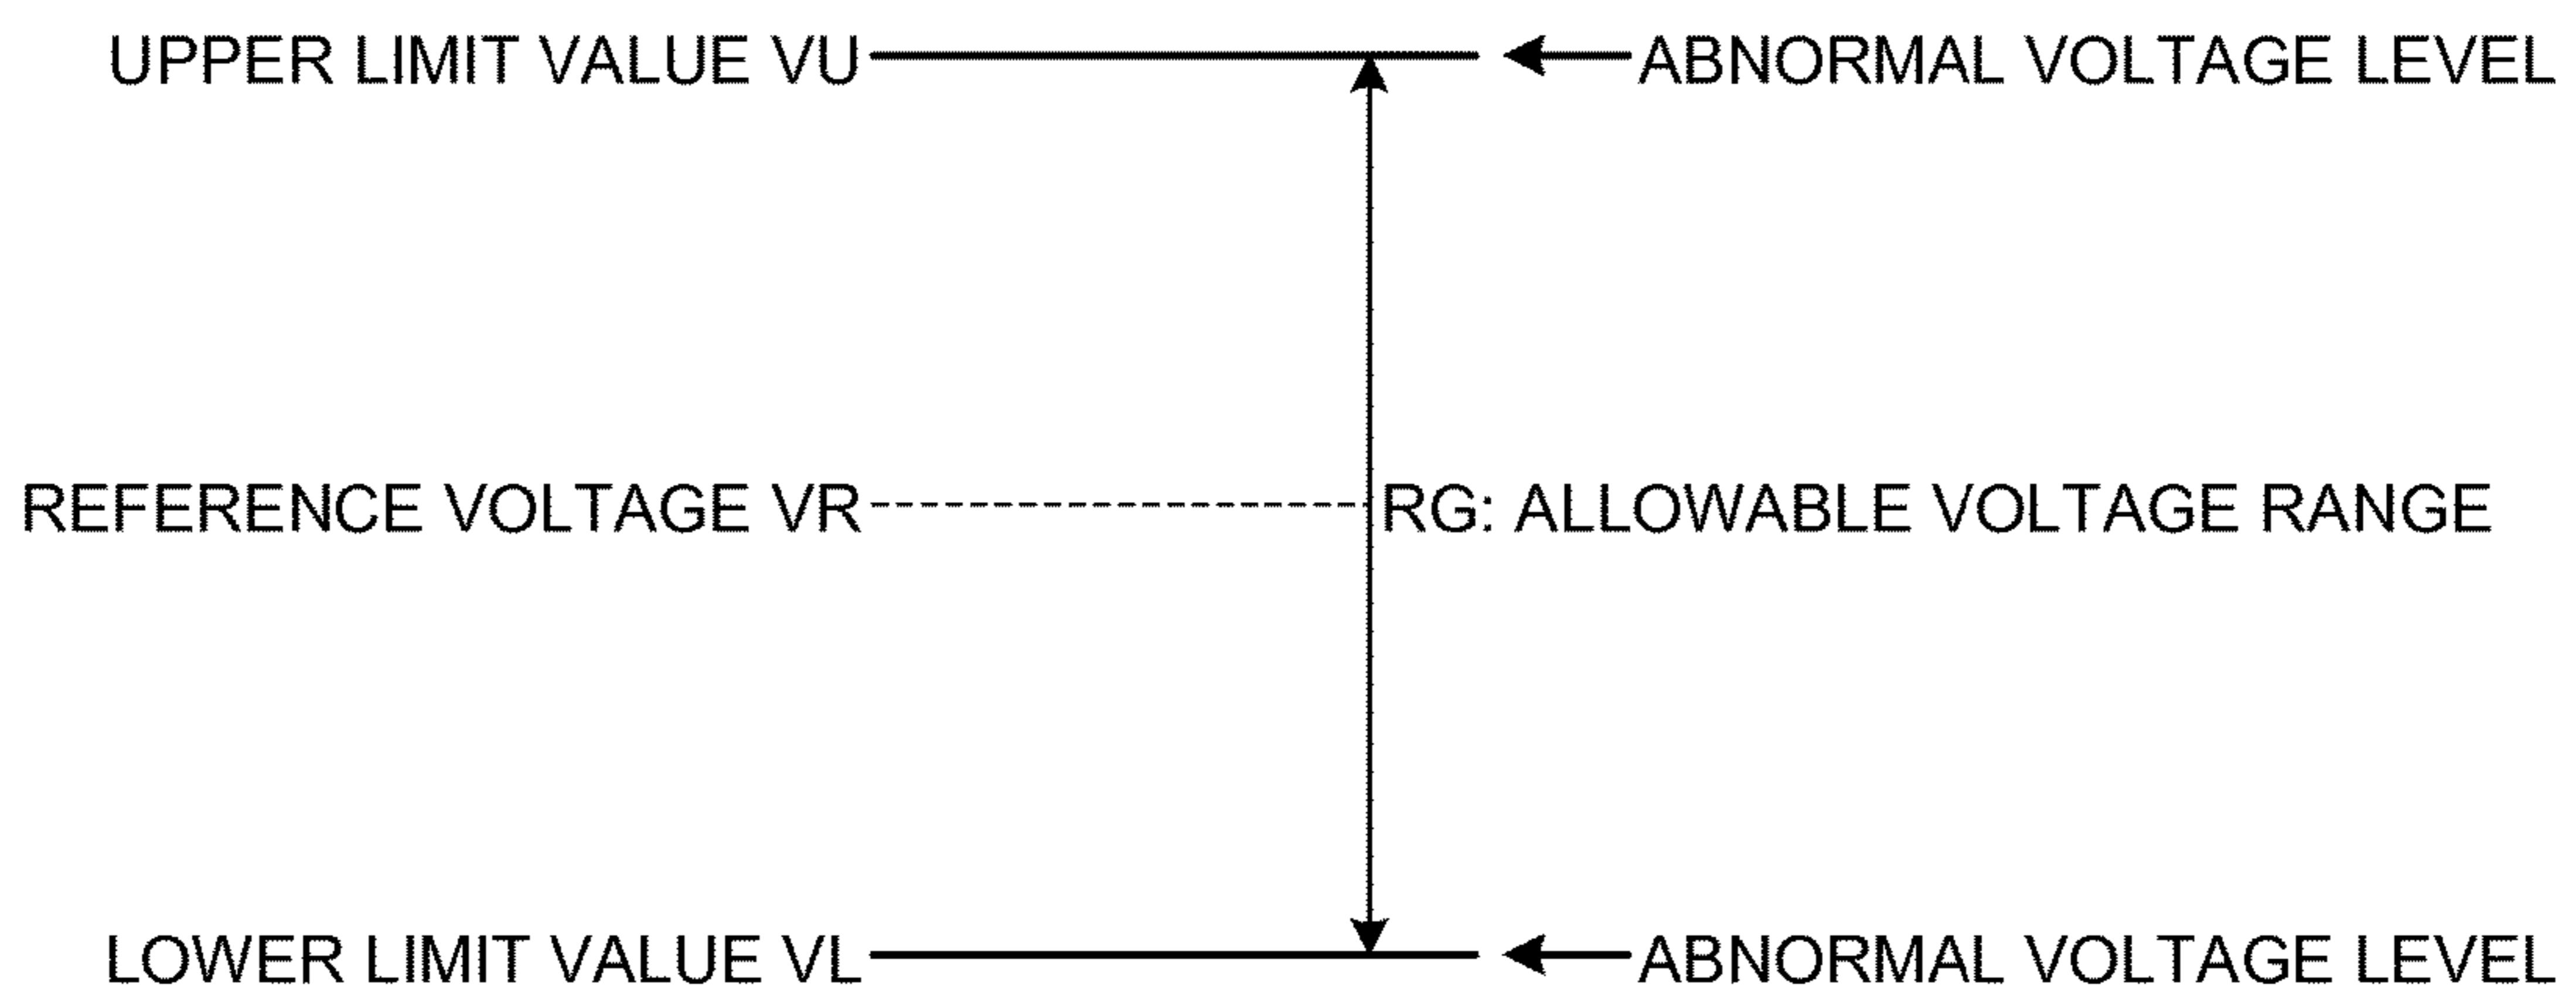 UPPER LIMIT VALUE VU
ABNORMAL VOLTAGE LEVEL
REFERENCE VOLTAGE VR
RG: ALLOWABLE VOLTAGE RANGE
LOWER LIMIT VALUE VL
ABNORMAL VOLTAGE LEVEL